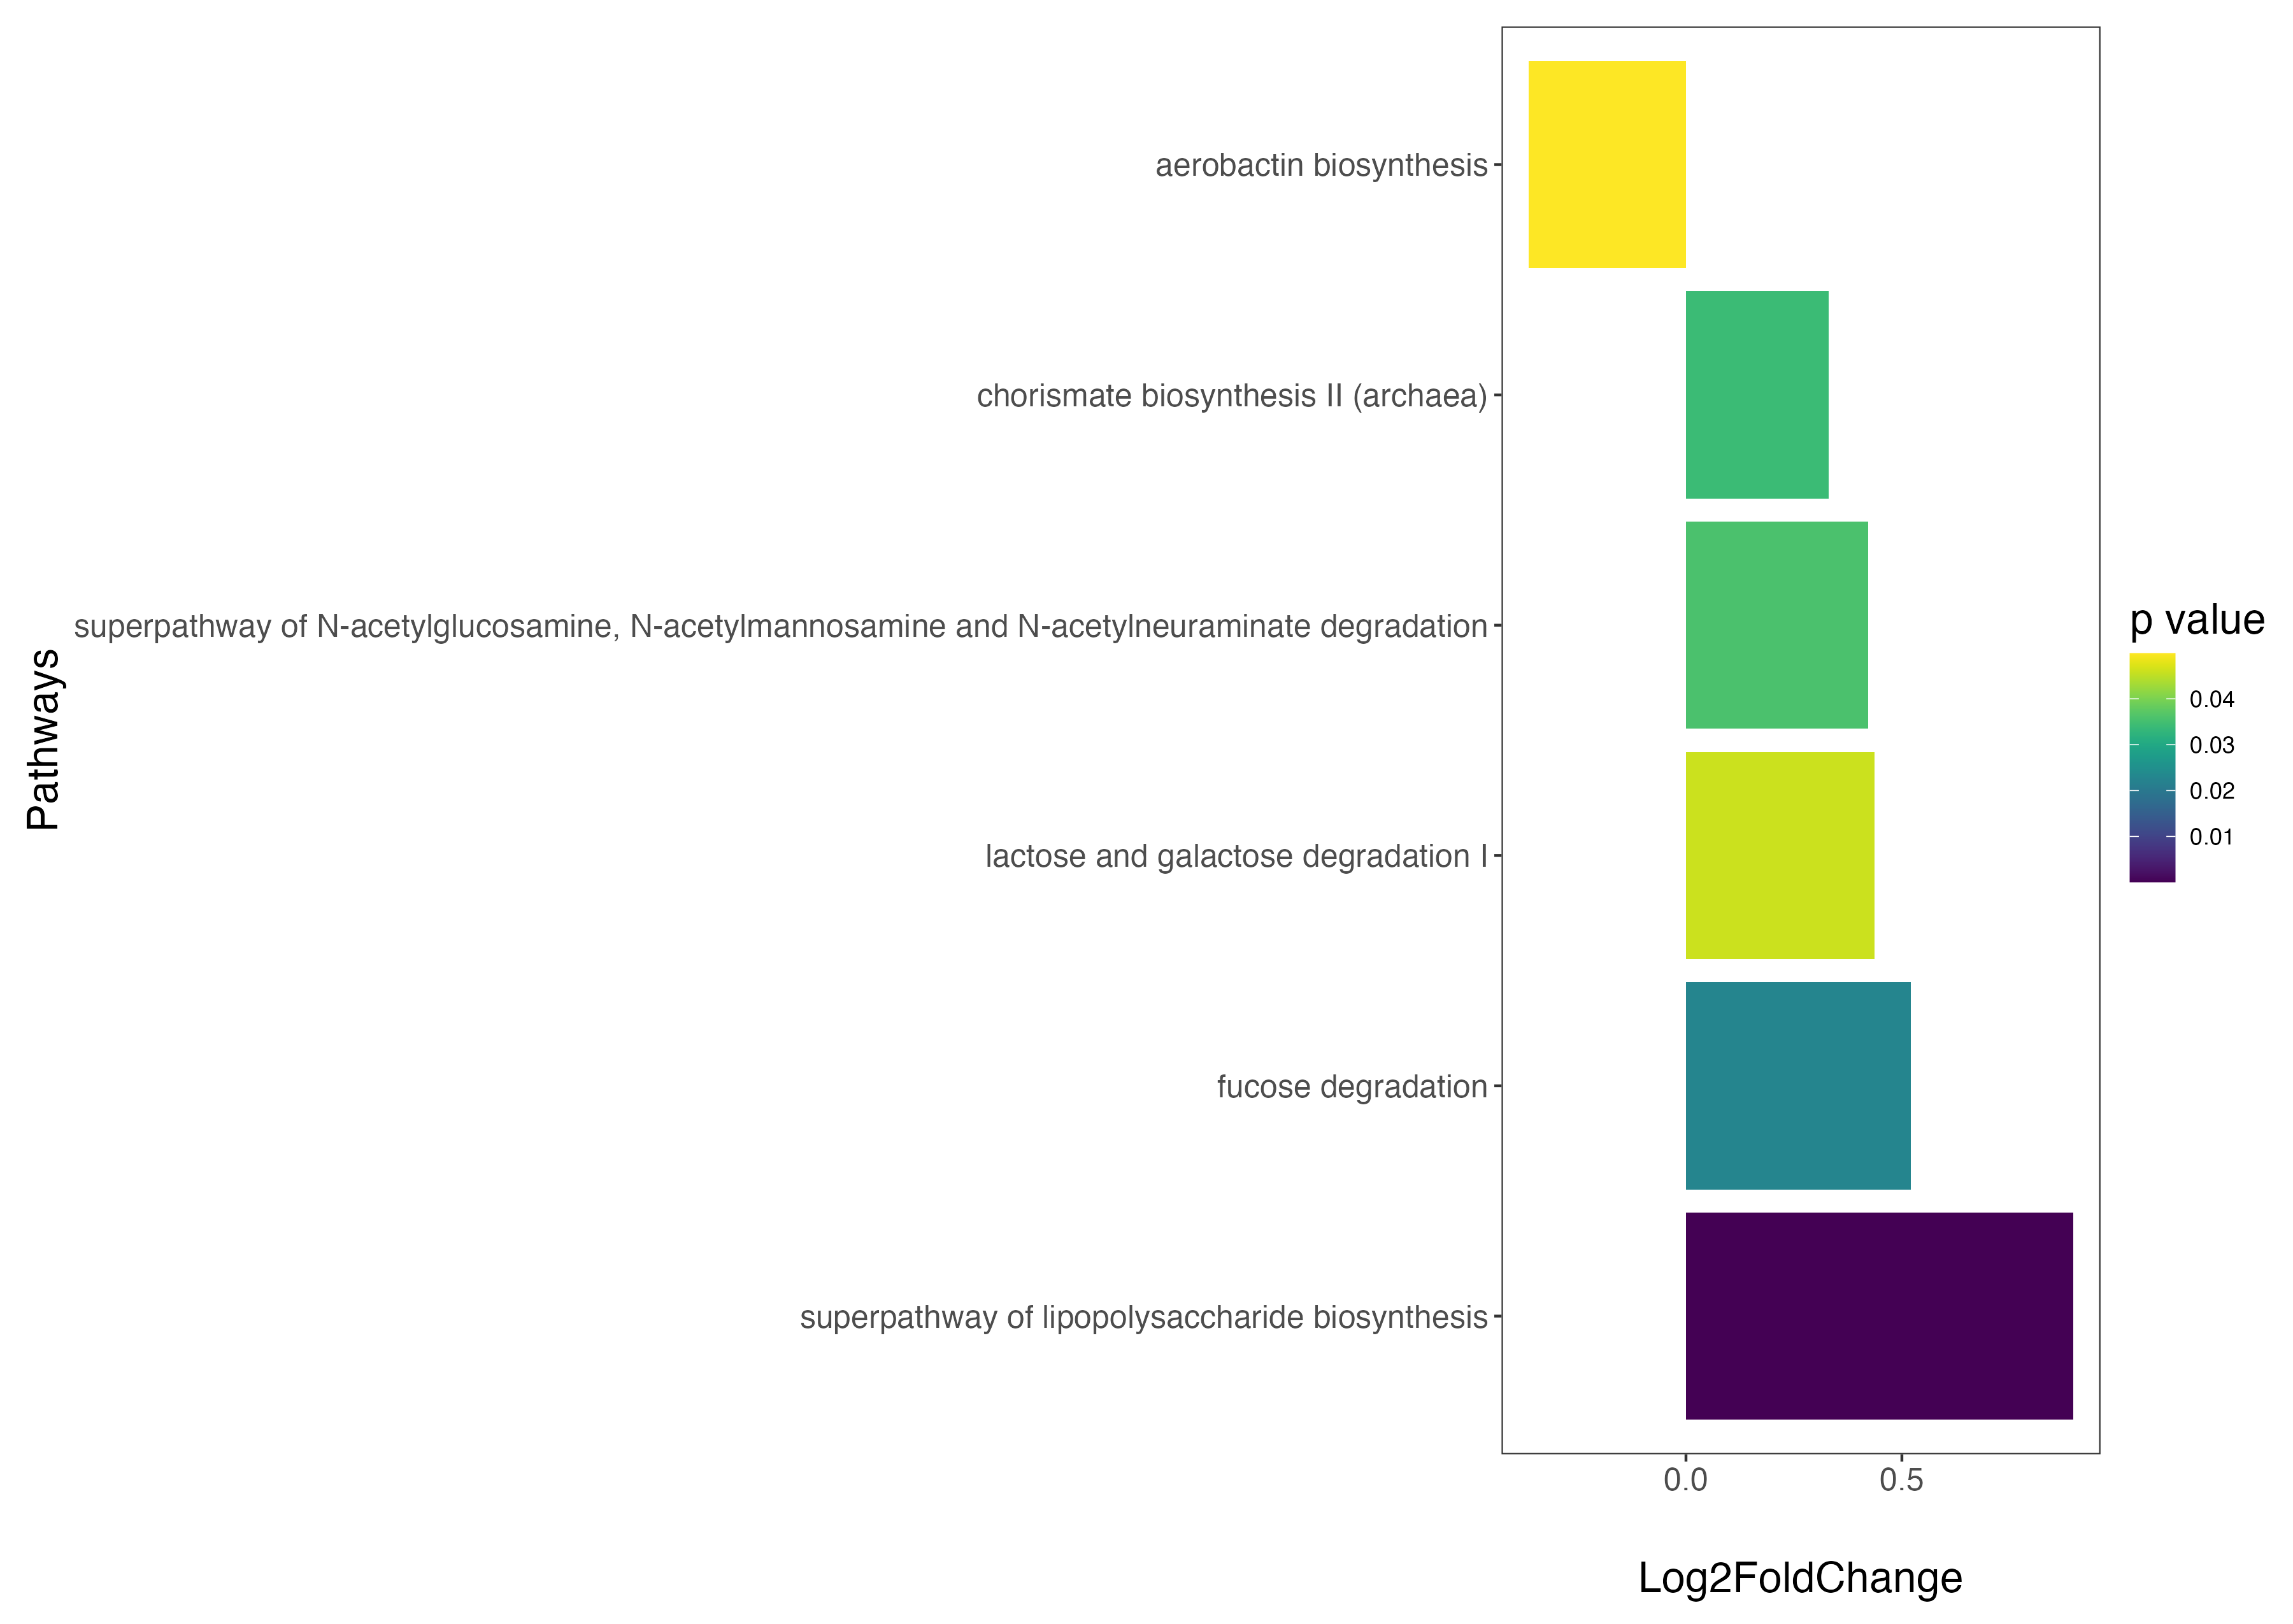 aerobactin biosynthesis
chorismate biosynthesis II (archaea)
superpathway of N-acetylglucosamine, N-acetylmannosamine and N-acetylneuraminate degradation
lactose and galactose degradation I
fucose degradation
superpathway of lipopolysaccharide biosynthesis
Pathways
0.0
0.5
Log2FoldChange
p value
0.04
0.03
0.02
0.01